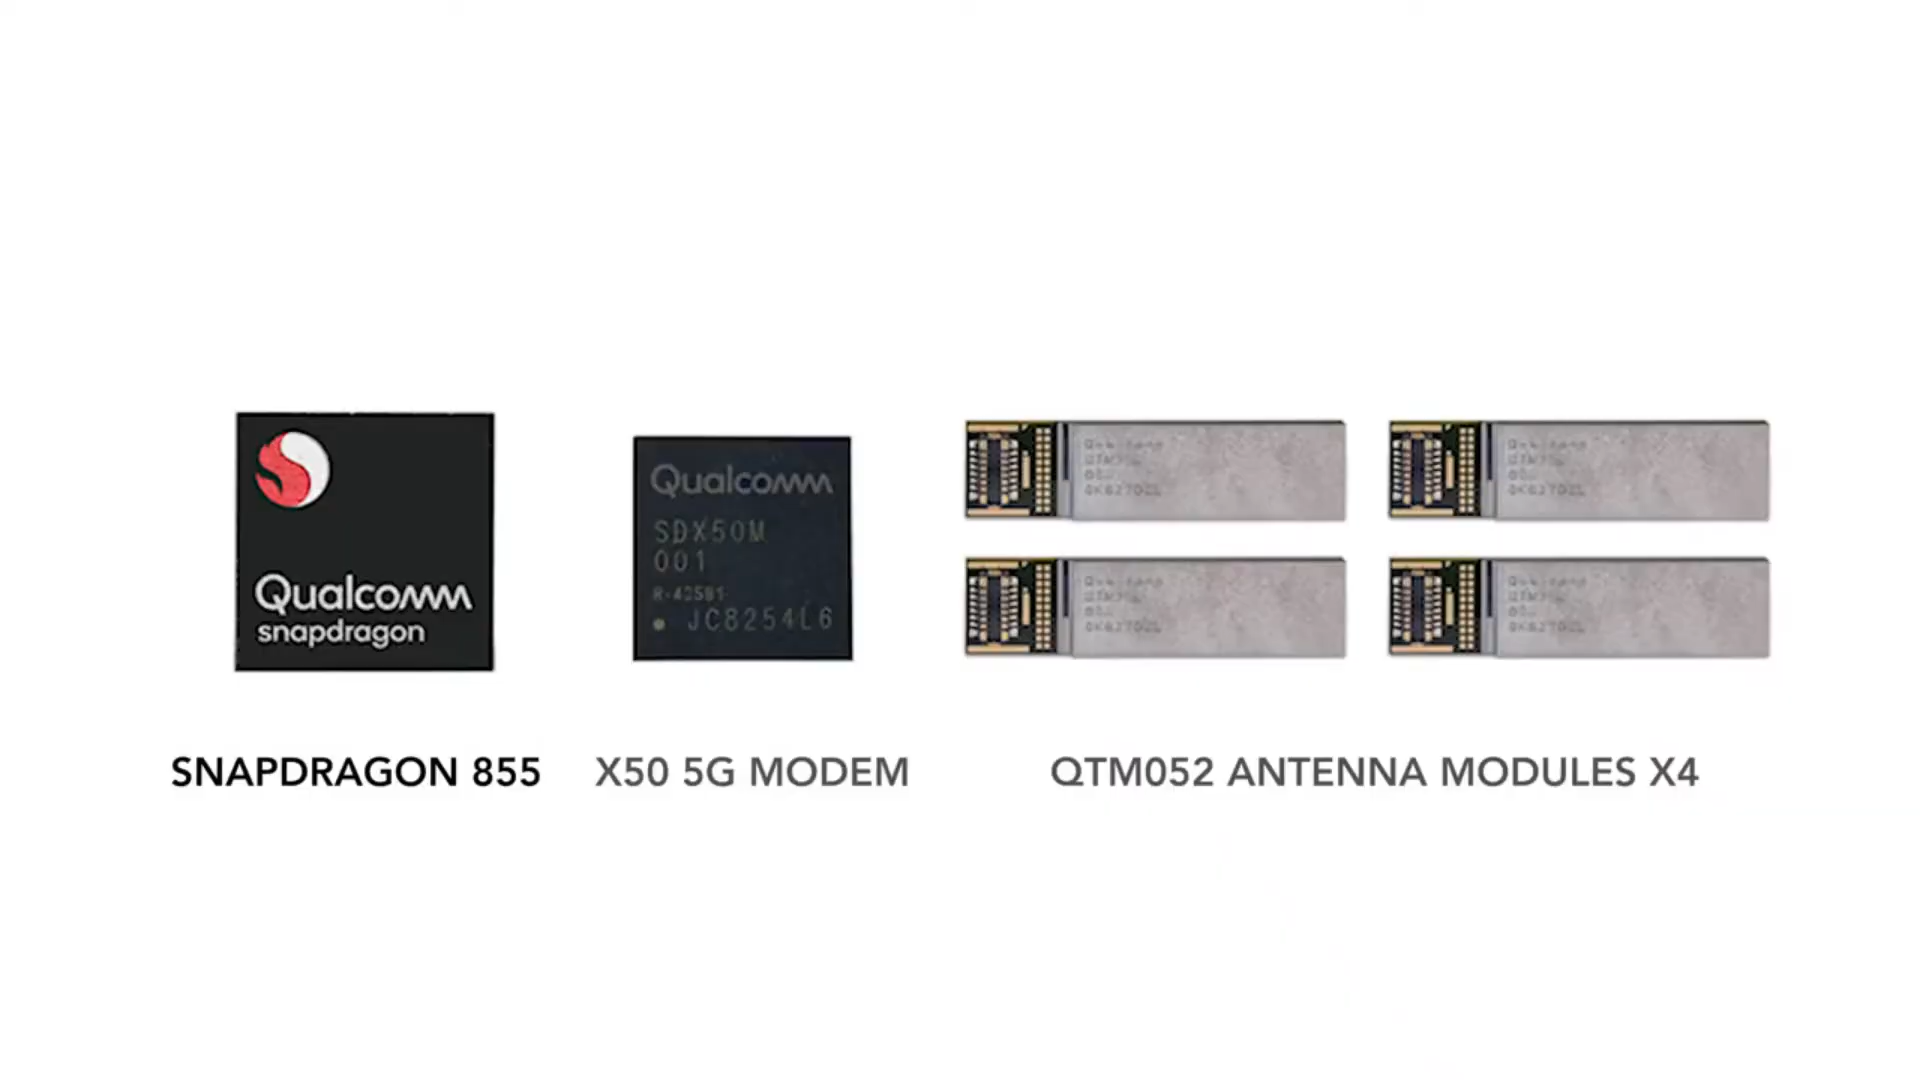 Qualcomm
snapdragon
SNAPDRAGON 855
Qualcomm
SDX50M
001
JC8254L6
X50 5G MODEM
QTM052 ANTENNA MODULES X4